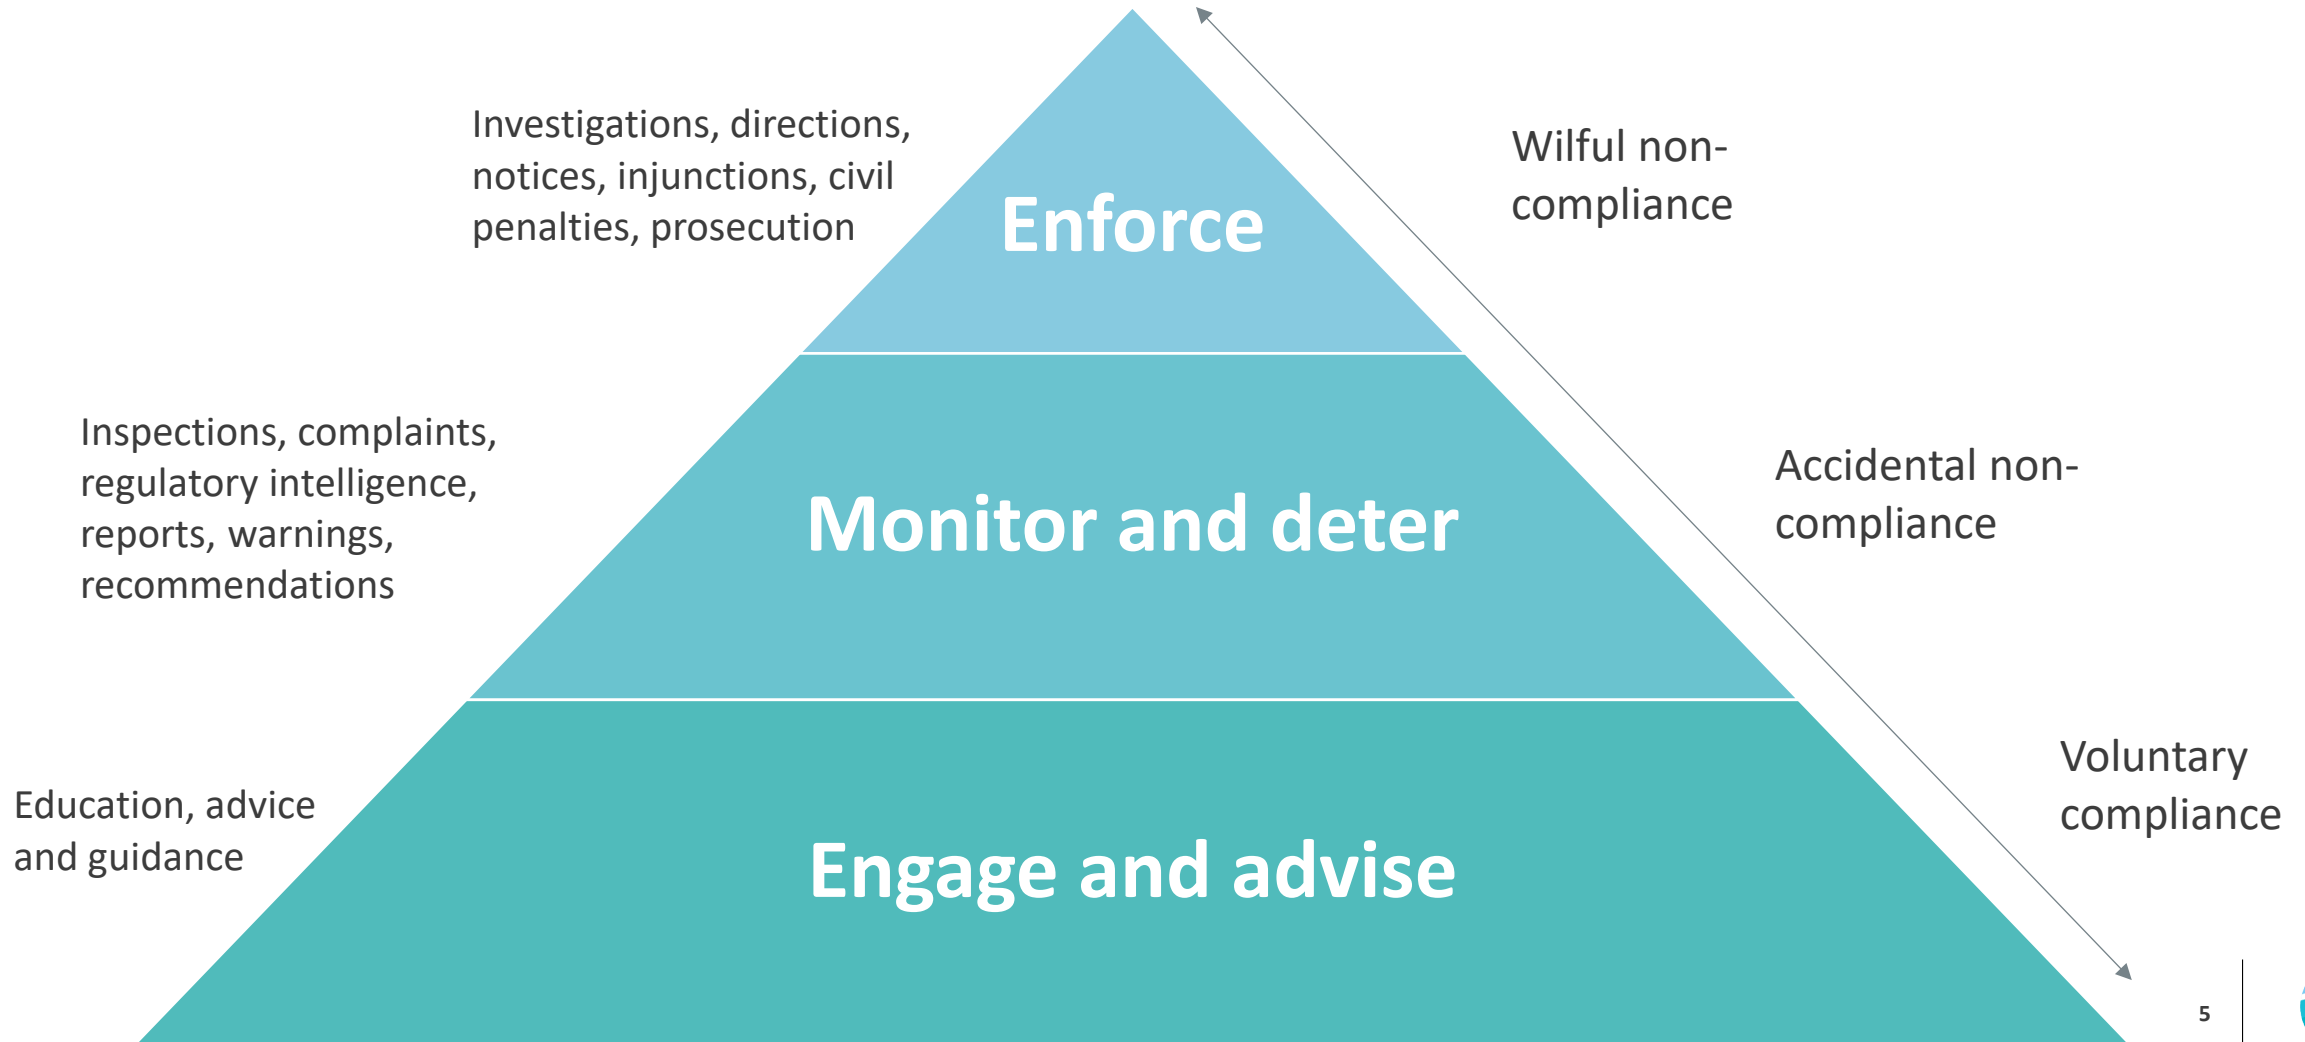 Investigations, directions,
notices, injunctions, civil
penalties, prosecution
Enforce
Wilful non-
compliance
Inspections, complaints,
regulatory intelligence,
reports, warnings,
recommendations
Monitor and deter
Accidental non-
compliance
Education, advice
and guidance
Engage and advise
Voluntary
compliance
5